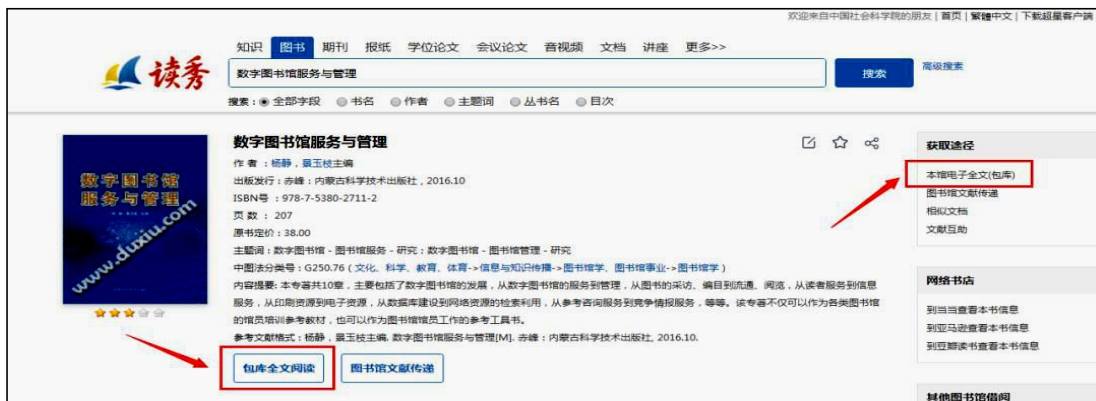 欢迎来自中国社会科学院的朋友 | 首页 | 繁體中文 | 下载超星客户端
读秀
知识 图书 期刊 报纸 学位论文 会议论文 音视频 文档 讲座 更多>>
数字图书馆服务与管理 搜索 高级搜索
搜索: 全部字段 书名 作者 主题词 丛书名 目次
数字图书馆服务与管理
作 者 :杨静,景玉枝主编
出版发行 : 赤峰 : 内蒙古科学技术出版社 , 2016.10
ISBN号 : 978-7-5380-2711-2
页 数 : 207
原书定价 : 38.00
主题词 : 数字图书馆 - 图书馆服务 - 研究 ; 数字图书馆 - 图书馆管理 - 研究
中图法分类号 : G250.76 ( 文化、科学、教育、体育->信息与知识传播->图书馆学、图书馆事业->图书馆学 )
内容提要: 本专著共10章,主要包括了数字图书馆的发展,从数字图书馆的服务到管理,从图书的采访、编目到流通、阅览,从读者服务到信息
服务,从印刷资源到电子资源,从数据库建设到网络资源的检索利用,从参考咨询服务到竞争情报服务,等等。该专著不仅可以作为各类图书馆
的馆员培训参考教材,也可以作为图书馆馆员工作的参考工具书。
参考文献格式 : 杨静,景玉枝主编. 数字图书馆服务与管理[M]. 赤峰 : 内蒙古科学技术出版社, 2016.10.
包库全文阅读 图书馆文献传递
数字图书馆
服务与管理
www.duxiu.com
获取途径
本馆电子全文(包库)
图书馆文献传递
相似文档
文献互助
网络书店
到当当查看本书信息
到亚马逊查看本书信息
到豆瓣读书查看本书信息
其他图书馆借阅